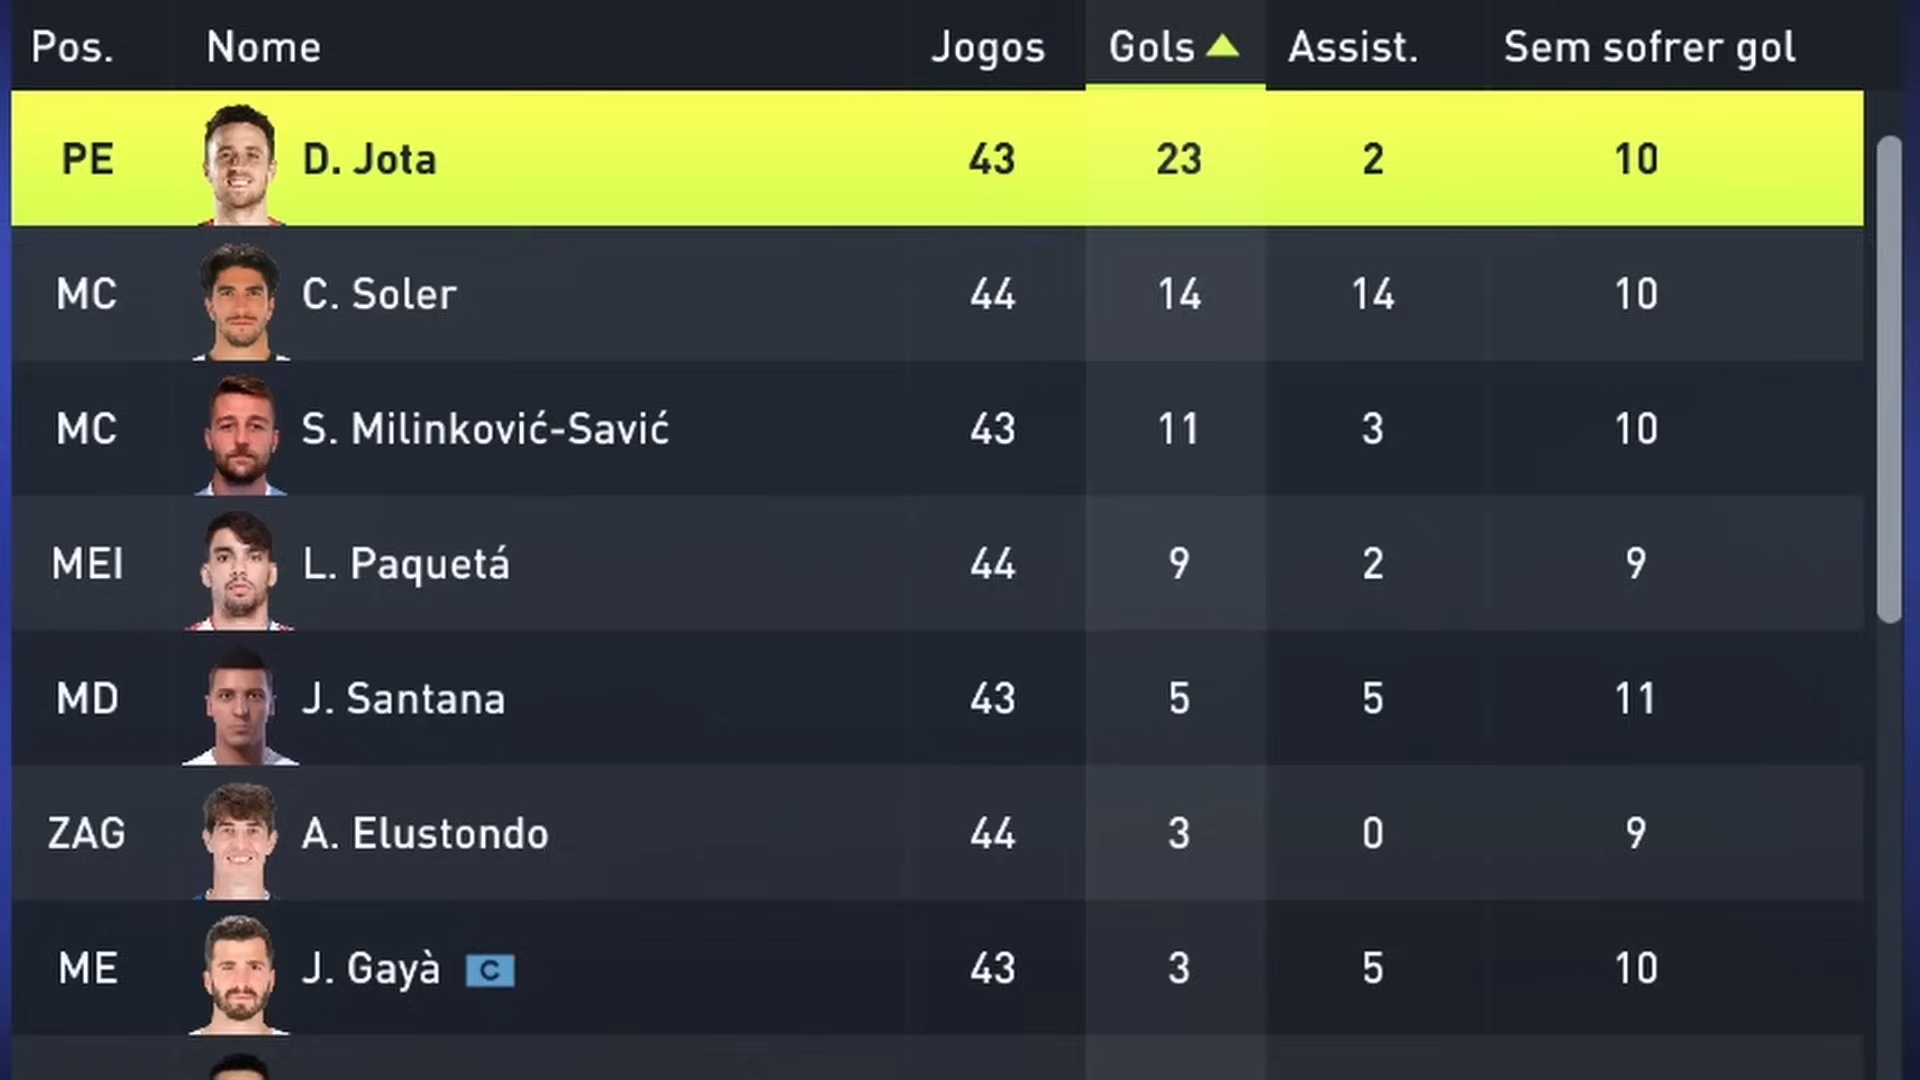 Pos. Nome Jogos Gols Assist. Sem sofrer gol
PE D. Jota 43 23 2 10
MC C. Soler 44 14 14 10
MC S. Milinković-Savić 43 11 3 10
MEI L. Paquetá 44 9 2 9
MD J. Santana 43 5 5 11
ZAG A. Elustondo 44 3 0 9
ME J. Gayà C 43 3 5 10